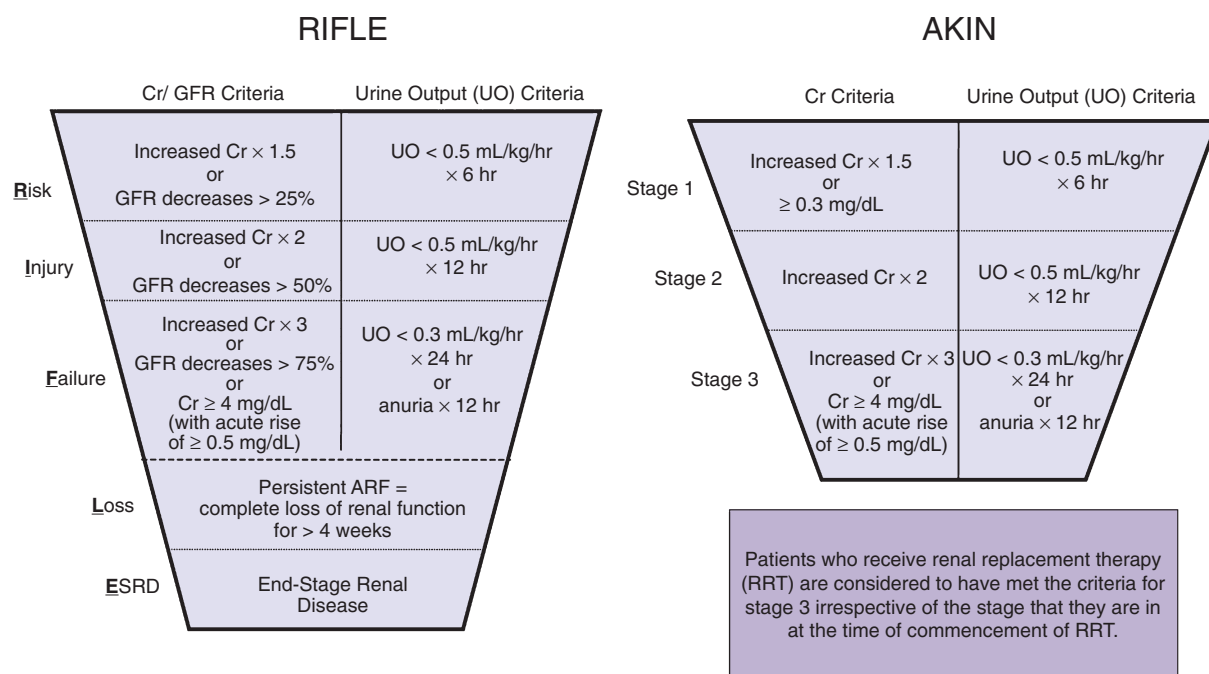 RIFLE
Cr/ GFR Criteria
Urine Output (UO) Criteria
Risk
Increased Cr × 1.5
or
GFR decreases > 25%
UO < 0.5 mL/kg/hr
× 6 hr
Injury
Increased Cr × 2
or
GFR decreases > 50%
UO < 0.5 mL/kg/hr
× 12 hr
Failure
Increased Cr × 3
or
GFR decreases > 75%
or
Cr ≥ 4 mg/dL
(with acute rise
of ≥ 0.5 mg/dL)
UO < 0.3 mL/kg/hr
× 24 hr
or
anuria × 12 hr
Loss
Persistent ARF =
complete loss of renal function
for > 4 weeks
ESRD
End-Stage Renal
Disease
AKIN
Cr Criteria
Urine Output (UO) Criteria
Stage 1
Increased Cr × 1.5
or
≥ 0.3 mg/dL
UO < 0.5 mL/kg/hr
× 6 hr
Stage 2
Increased Cr × 2
UO < 0.5 mL/kg/hr
× 12 hr
Stage 3
Increased Cr × 3
or
Cr ≥ 4 mg/dL
(with acute rise
of ≥ 0.5 mg/dL)
UO < 0.3 mL/kg/hr
× 24 hr
or
anuria × 12 hr
Patients who receive renal replacement therapy
(RRT) are considered to have met the criteria for
stage 3 irrespective of the stage that they are in
at the time of commencement of RRT.